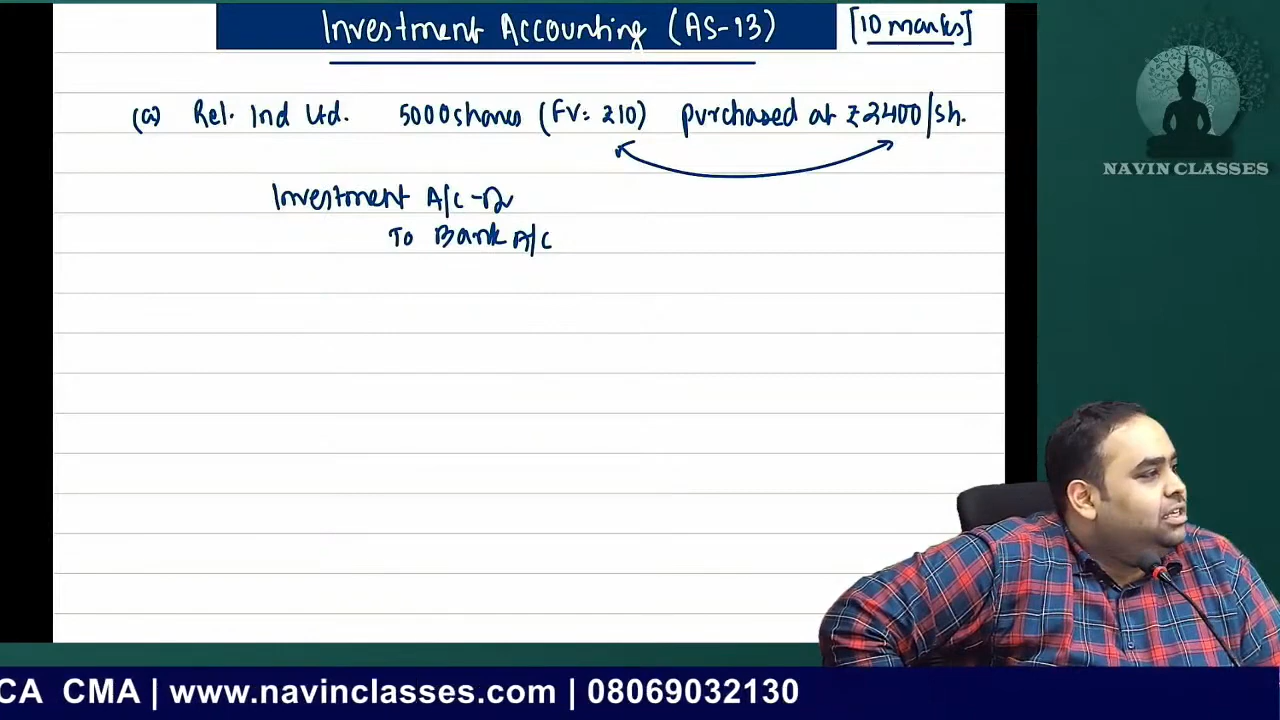 Investment Accounting (AS-13) [10 marks]
(a) Rel. Ind Ltd. 5000 shares (FV: ₹10) purchased at ₹2400/sh.
NAVIN CLASSES
Investment A/c - Dr
To Bank A/c
CA CMA | www.navinclasses.com | 08069032130